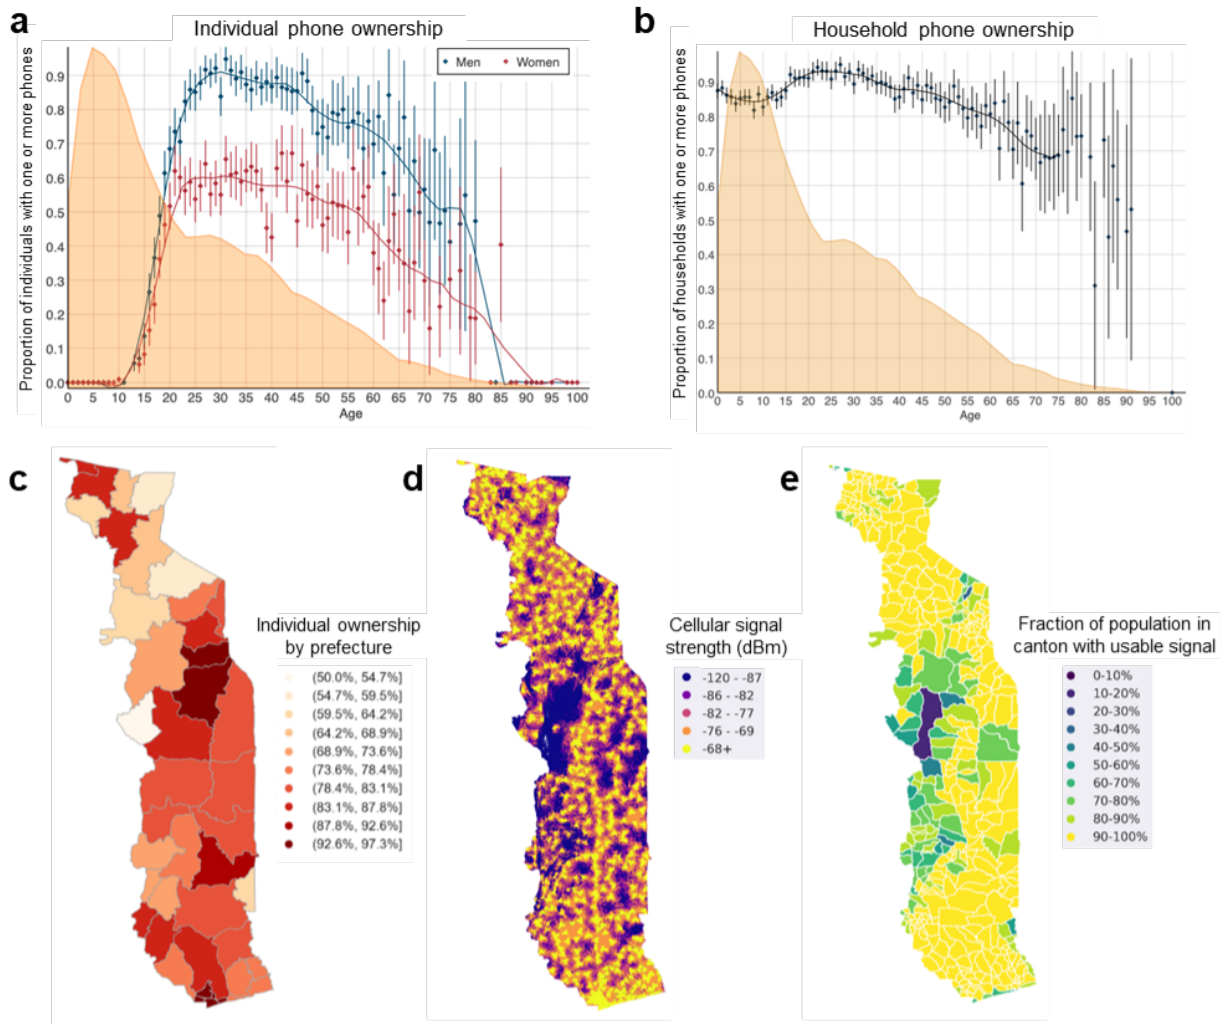 a
Individual phone ownership
Proportion of individuals with one or more phones
Men
Women
0.9
0.8
0.7
0.6
0.5
0.4
0.3
0.2
0.1
0.0
0 5 10 15 20 25 30 35 40 45 50 55 60 65 70 75 80 85 90 95 100
Age
b
Household phone ownership
Proportion of households with one or more phones
0.9
0.8
0.7
0.6
0.5
0.4
0.3
0.2
0.1
0.0
0 5 10 15 20 25 30 35 40 45 50 55 60 65 70 75 80 85 90 95 100
Age
c
Individual ownership
by prefecture
(50.0%, 54.7%]
(54.7%, 59.5%]
(59.5%, 64.2%]
(64.2%, 68.9%]
(68.9%, 73.6%]
(73.6%, 78.4%]
(78.4%, 83.1%]
(83.1%, 87.8%]
(87.8%, 92.6%]
(92.6%, 97.3%]
d
Cellular signal
strength (dBm)
-120 - -87
-86 - -82
-82 - -77
-76 - -69
-68+
e
Fraction of population in
canton with usable signal
0-10%
10-20%
20-30%
30-40%
40-50%
50-60%
60-70%
70-80%
80-90%
90-100%